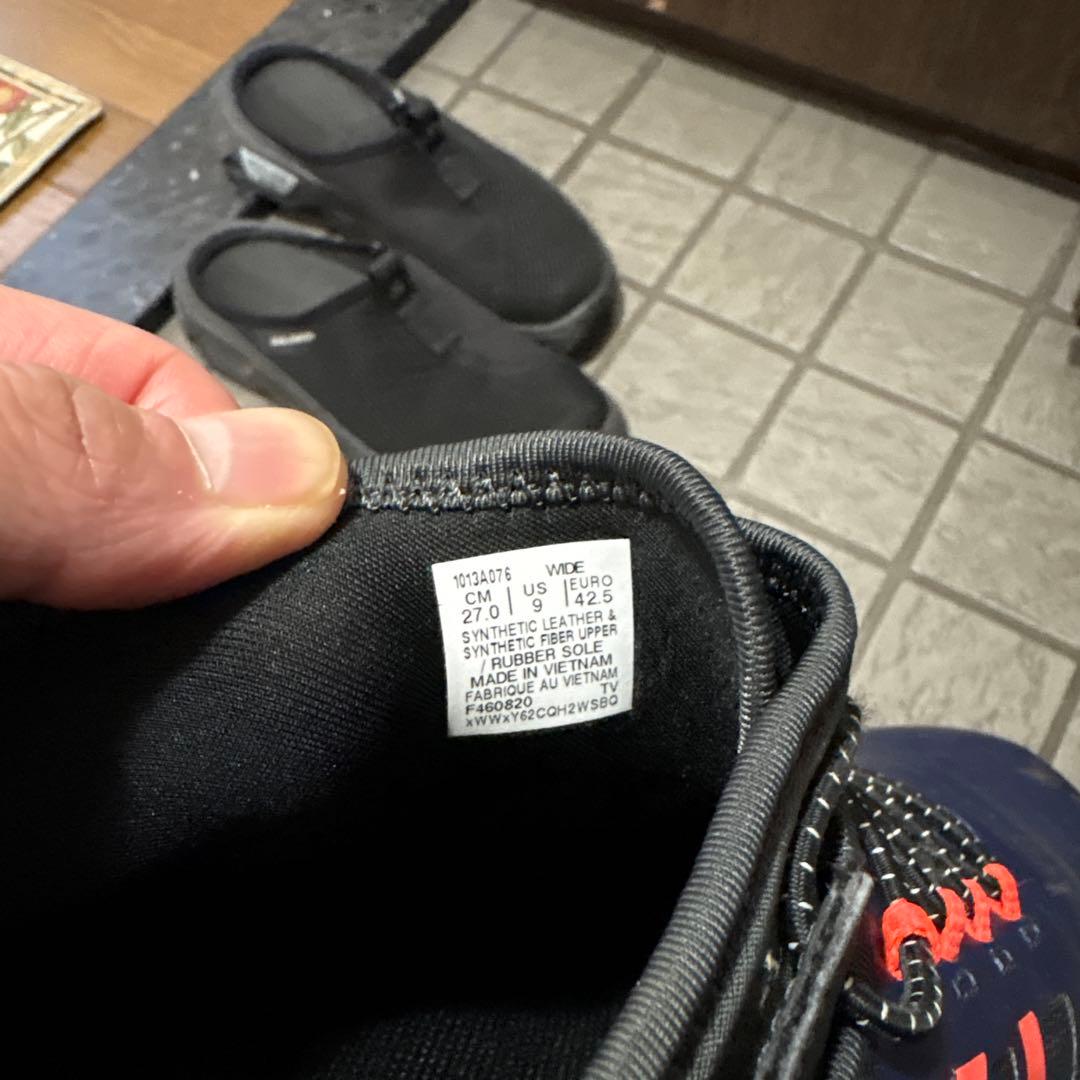 1013A076 WIDE
CM | US | EURO
27.0 | 9 | 42.5
SYNTHETIC LEATHER &
SYNTHETIC FIBER UPPER
/ RUBBER SOLE
MADE IN VIETNAM
FABRIQUE AU VIETNAM
F460820 TV
xWWxY62CQH2WSBQ